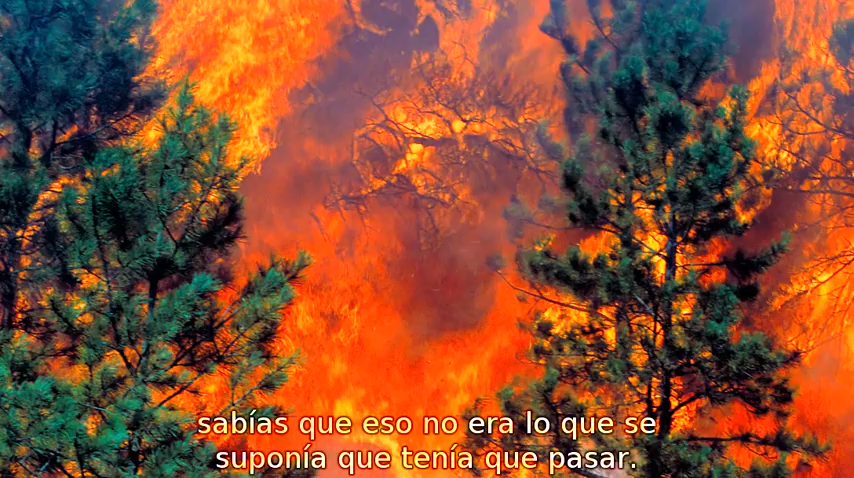 sabías que eso no era lo que se
suponía que tenía que pasar.